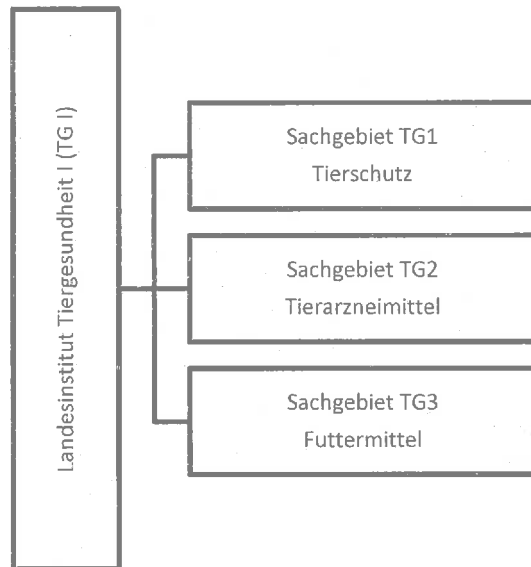 Landesinstitut Tiergesundheit I (TG I)
Sachgebiet TG1
Tierschutz
Sachgebiet TG2
Tierarzneimittel
Sachgebiet TG3
Futtermittel